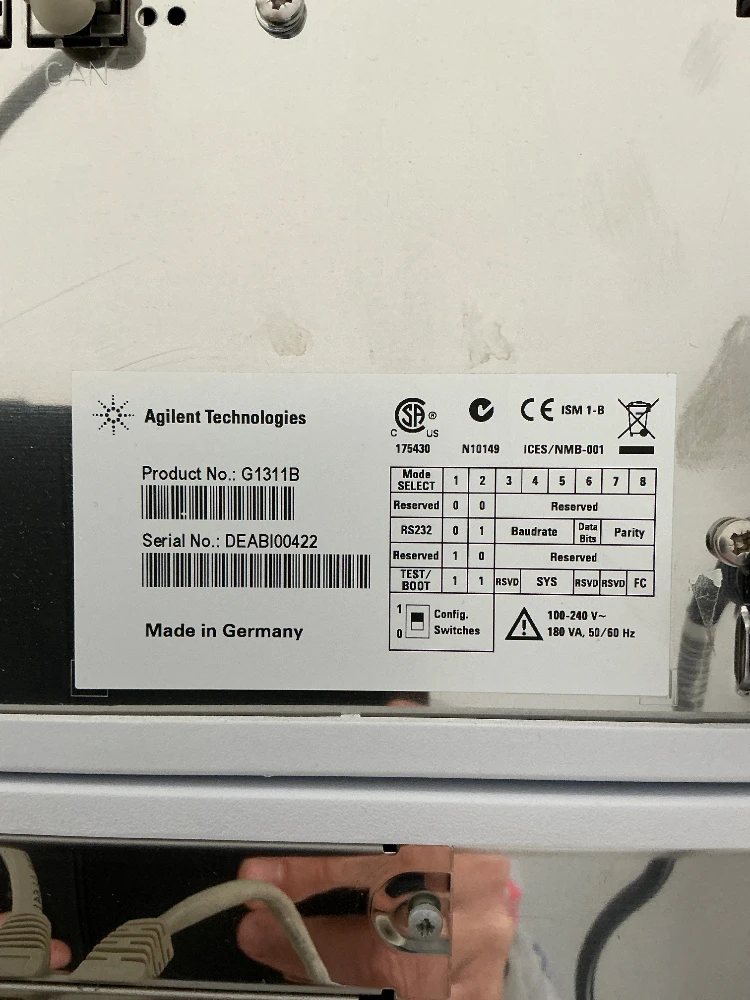 CAN
Agilent Technologies
Product No.: G1311B
Serial No.: DEABI00422
Made in Germany
CSA® C US
175430
N10149
CE ISM 1-B
ICES/NMB-001
Mode SELECT 1 2 3 4 5 6 7 8
Reserved 0 0 Reserved
RS232 0 1 Baudrate Data Bits Parity
Reserved 1 0 Reserved
TEST/BOOT 1 1 RSVD SYS RSVD RSVD FC
1
0
Config.
Switches
100-240 V~
180 VA, 50/60 Hz